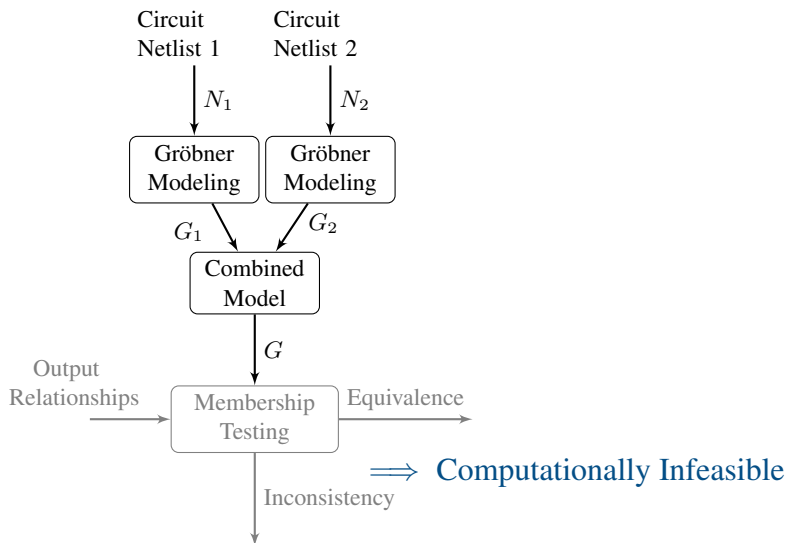 Circuit
Netlist 1
Circuit
Netlist 2
N₁
N₂
Gröbner
Modeling
Gröbner
Modeling
G₁
G₂
Combined
Model
G
Output
Relationships
Membership
Testing
Equivalence
⟹ Computationally Infeasible
Inconsistency